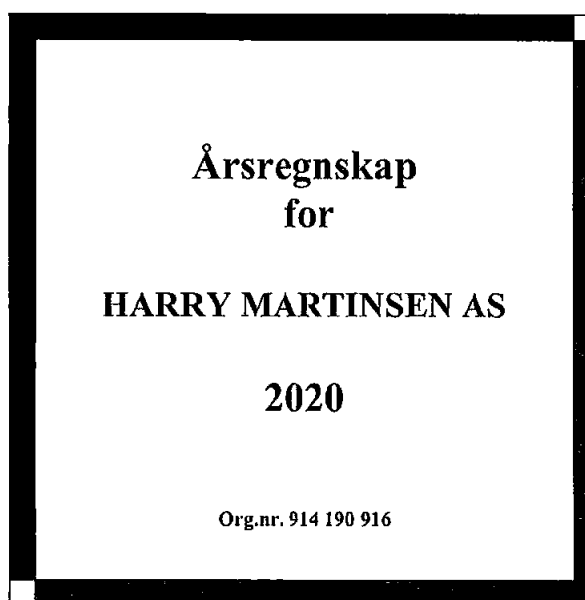 Årsregnskap
for
HARRY MARTINSEN AS
2020
Org.nr. 914 190 916